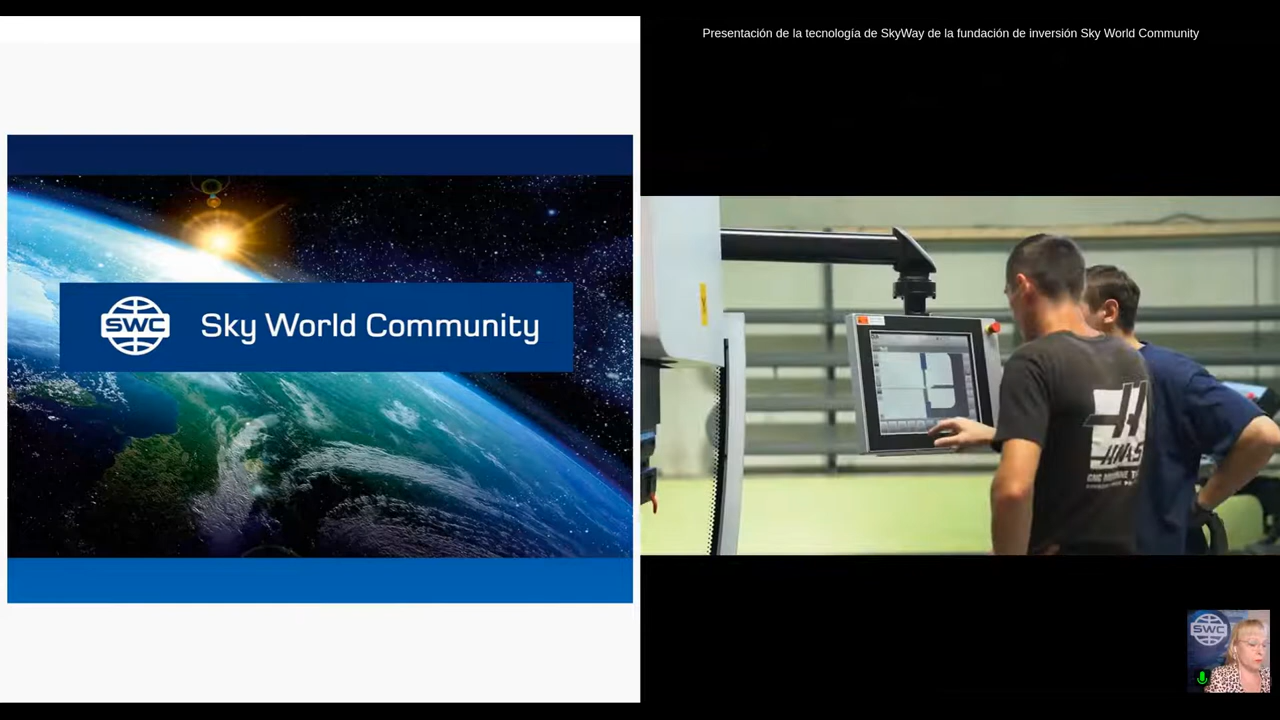 Presentación de la tecnología de SkyWay de la fundación de inversión Sky World Community
SWC
Sky World Community
HAAS
SWC